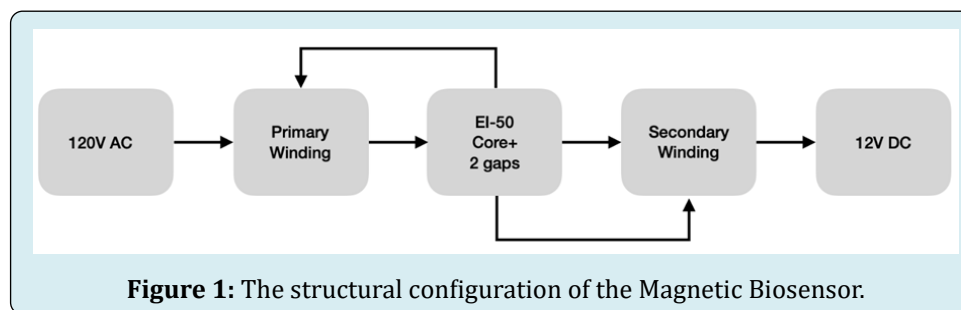 120V AC
Primary
Winding
EI-50
Core+
2 gaps
Secondary
Winding
12V DC
Figure 1: The structural configuration of the Magnetic Biosensor.